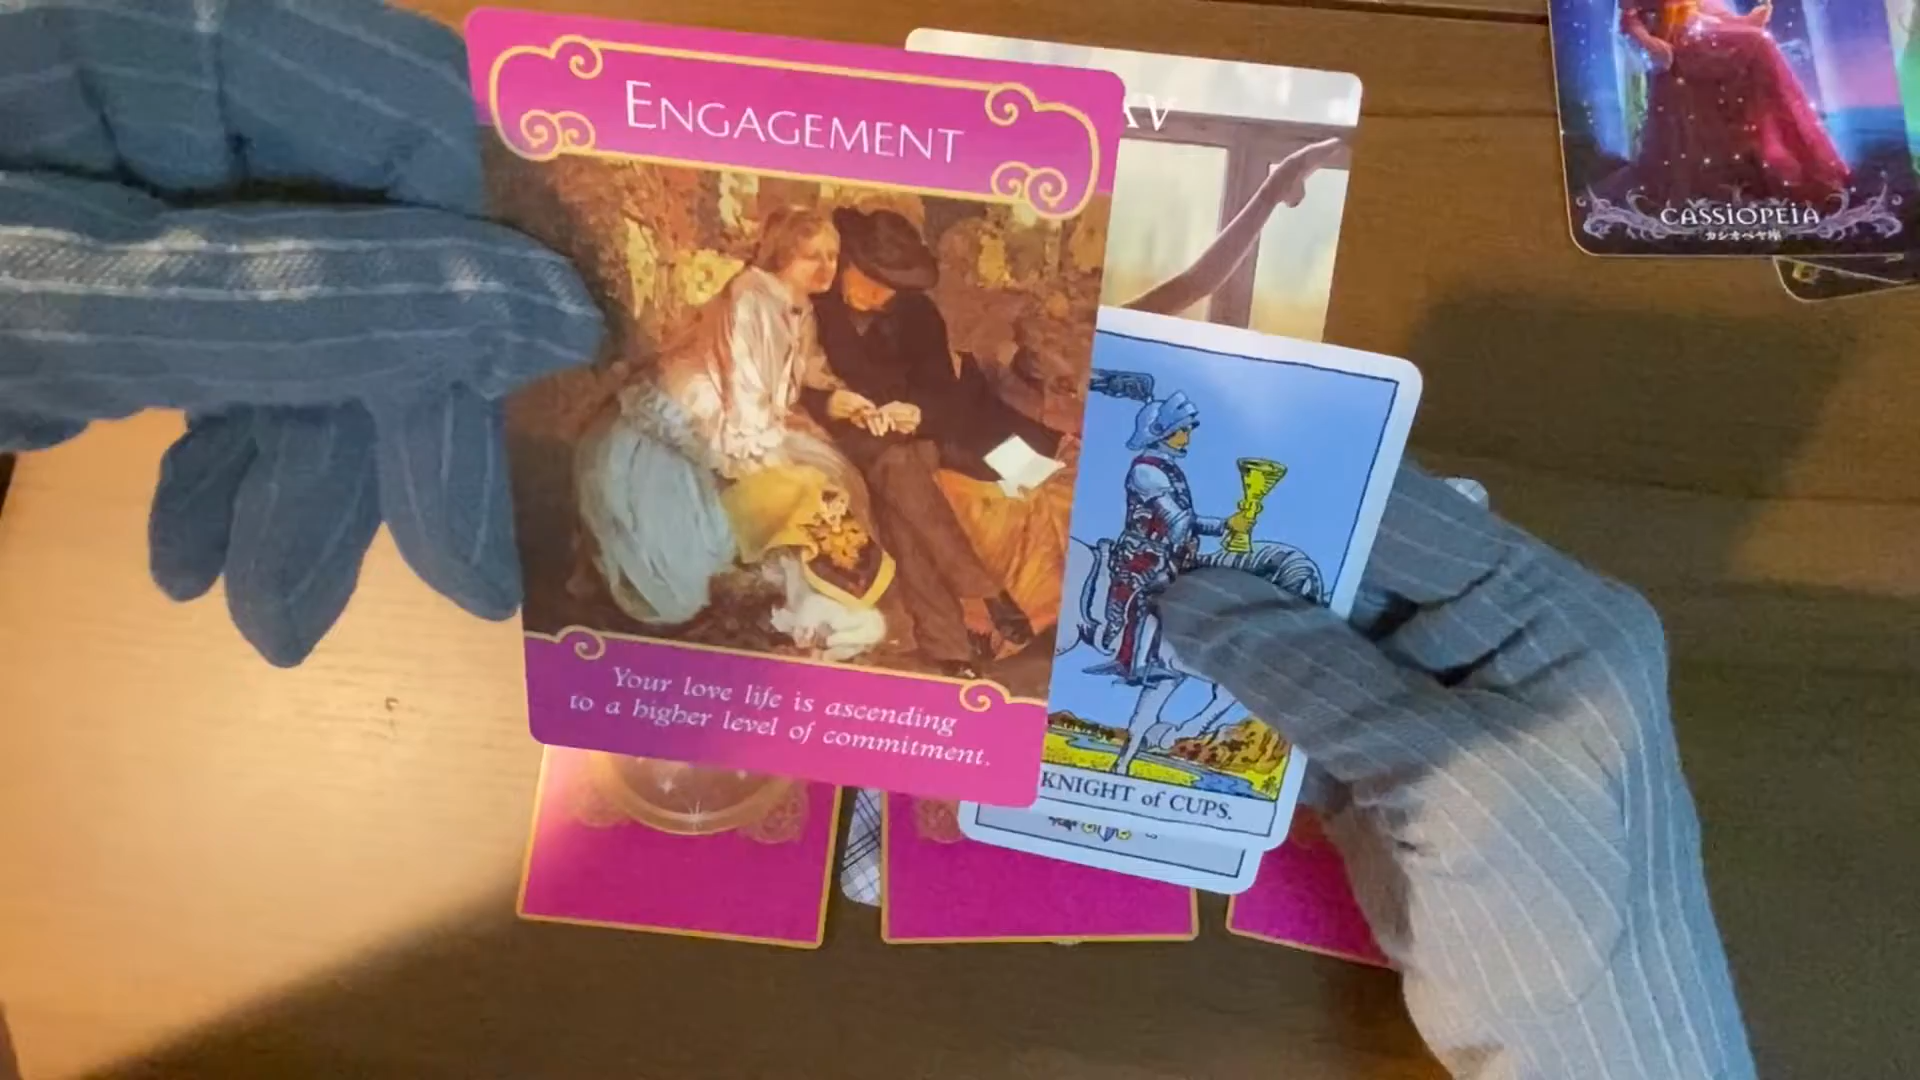 ENGAGEMENT
Your love life is ascending
to a higher level of commitment.
XV
KNIGHT of CUPS.
CASSIOPEIA
カシオペヤ座